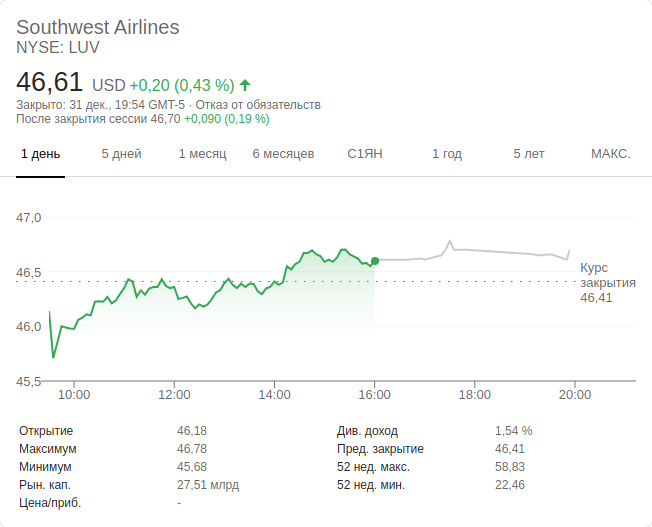 Southwest Airlines
NYSE: LUV
46,61 USD +0,20 (0,43 %)
Закрыто: 31 дек., 19:54 GMT-5 · Отказ от обязательств
После закрытия сессии 46,70 +0,090 (0,19 %)
1 день 5 дней 1 месяц 6 месяцев С1ЯН 1 год 5 лет МАКС.
47,0
46,5
46,0
45,5
Курс
закрытия
46,41
10:00 12:00 14:00 16:00 18:00 20:00
Открытие 46,18 Див. доход 1,54 %
Максимум 46,78 Пред. закрытие 46,41
Минимум 45,68 52 нед. макс. 58,83
Рын. кап. 27,51 млрд 52 нед. мин. 22,46
Цена/приб. -